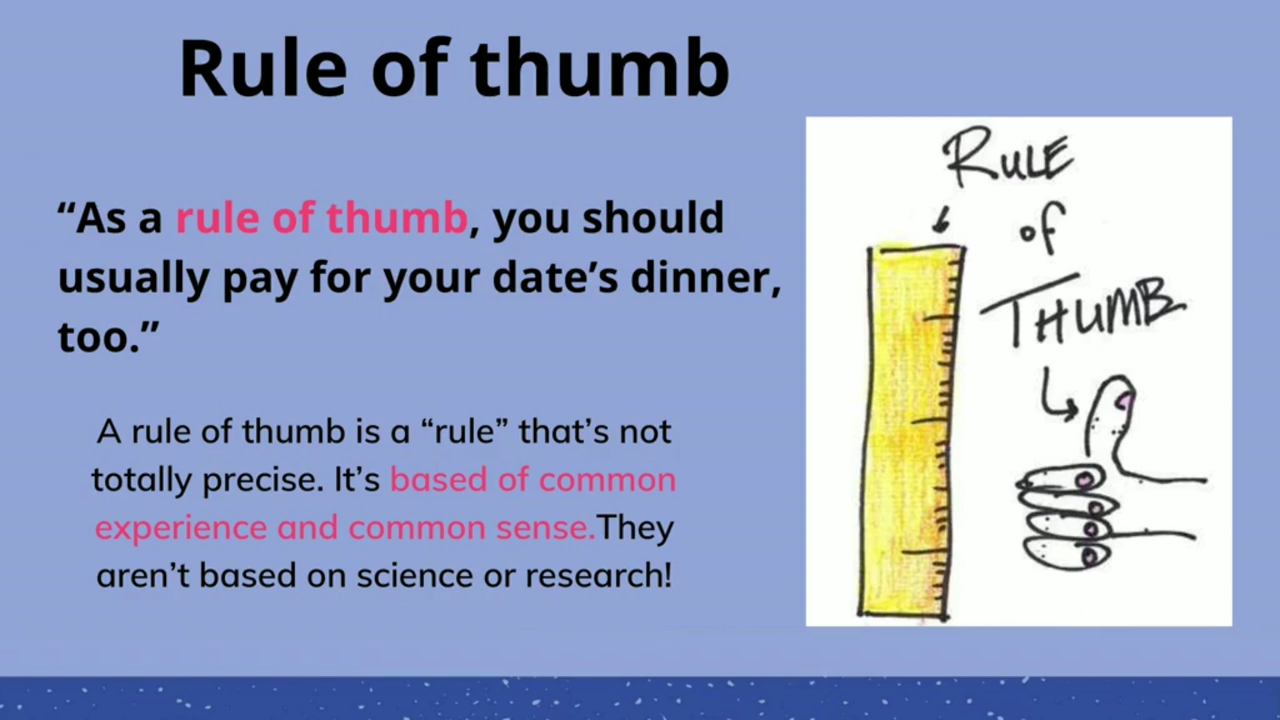 Rule of thumb
“As a rule of thumb, you should
usually pay for your date’s dinner,
too.”
A rule of thumb is a “rule” that’s not
totally precise. It’s based of common
experience and common sense.They
aren’t based on science or research!
RULE
of
THUMB